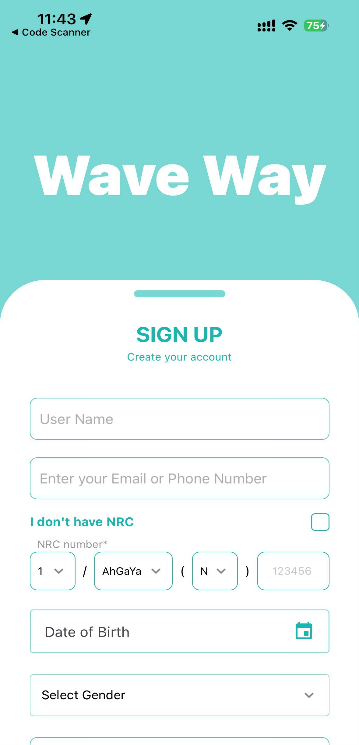 11:43
◀ Code Scanner
75
Wave Way
SIGN UP
Create your account
User Name
Enter your Email or Phone Number
I don't have NRC
NRC number*
1 / AhGaYa ( N ) 123456
Date of Birth
Select Gender